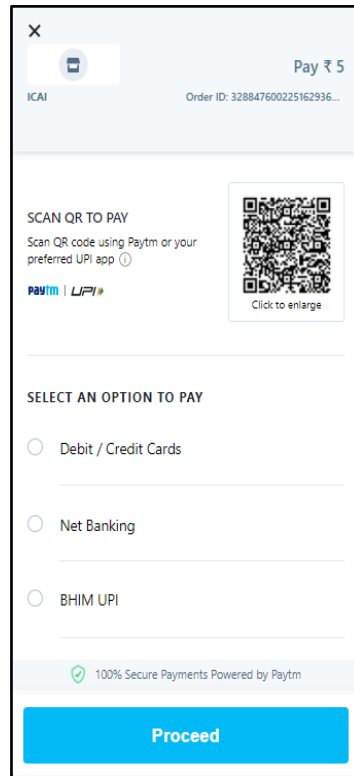 Pay ₹ 5
ICAI
Order ID: 328847600225162936...
SCAN QR TO PAY
Scan QR code using Paytm or your
preferred UPI app
paytm | UPI
Click to enlarge
SELECT AN OPTION TO PAY
Debit / Credit Cards
Net Banking
BHIM UPI
100% Secure Payments Powered by Paytm
Proceed